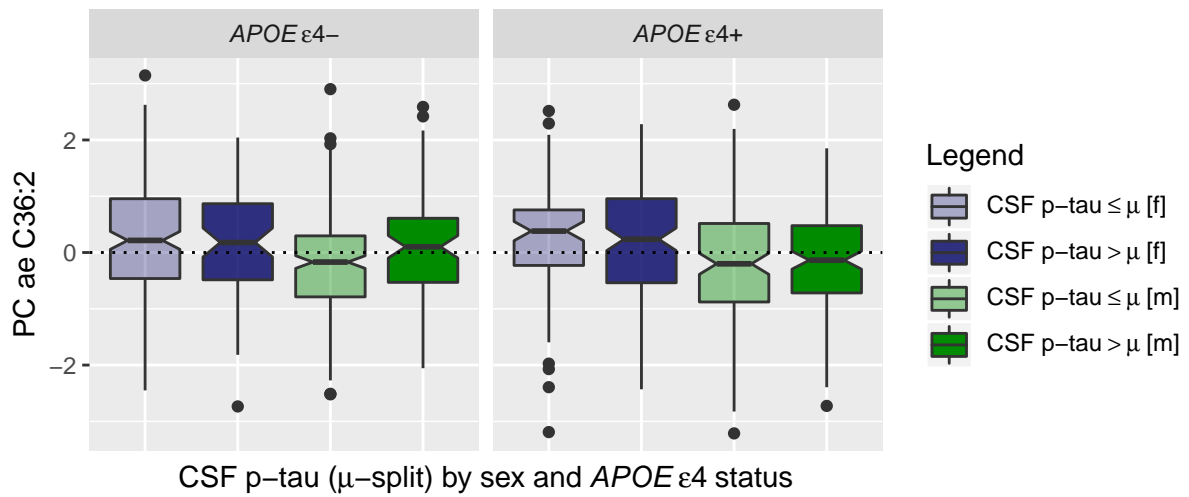 APOE ε4− APOE ε4+
PC ae C36:2
2
0
−2
CSF p−tau (μ−split) by sex and APOE ε4 status
Legend
CSF p−tau ≤ μ [f]
CSF p−tau > μ [f]
CSF p−tau ≤ μ [m]
CSF p−tau > μ [m]